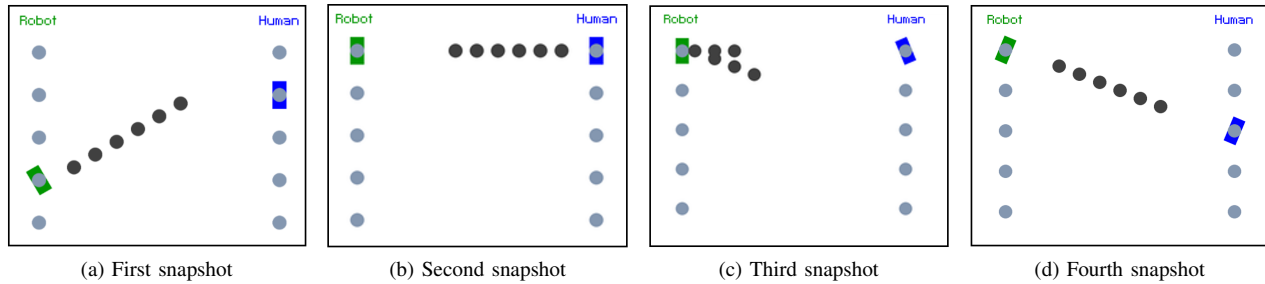 Robot Human
Robot Human
Robot Human
Robot Human
(a) First snapshot
(b) Second snapshot
(c) Third snapshot
(d) Fourth snapshot